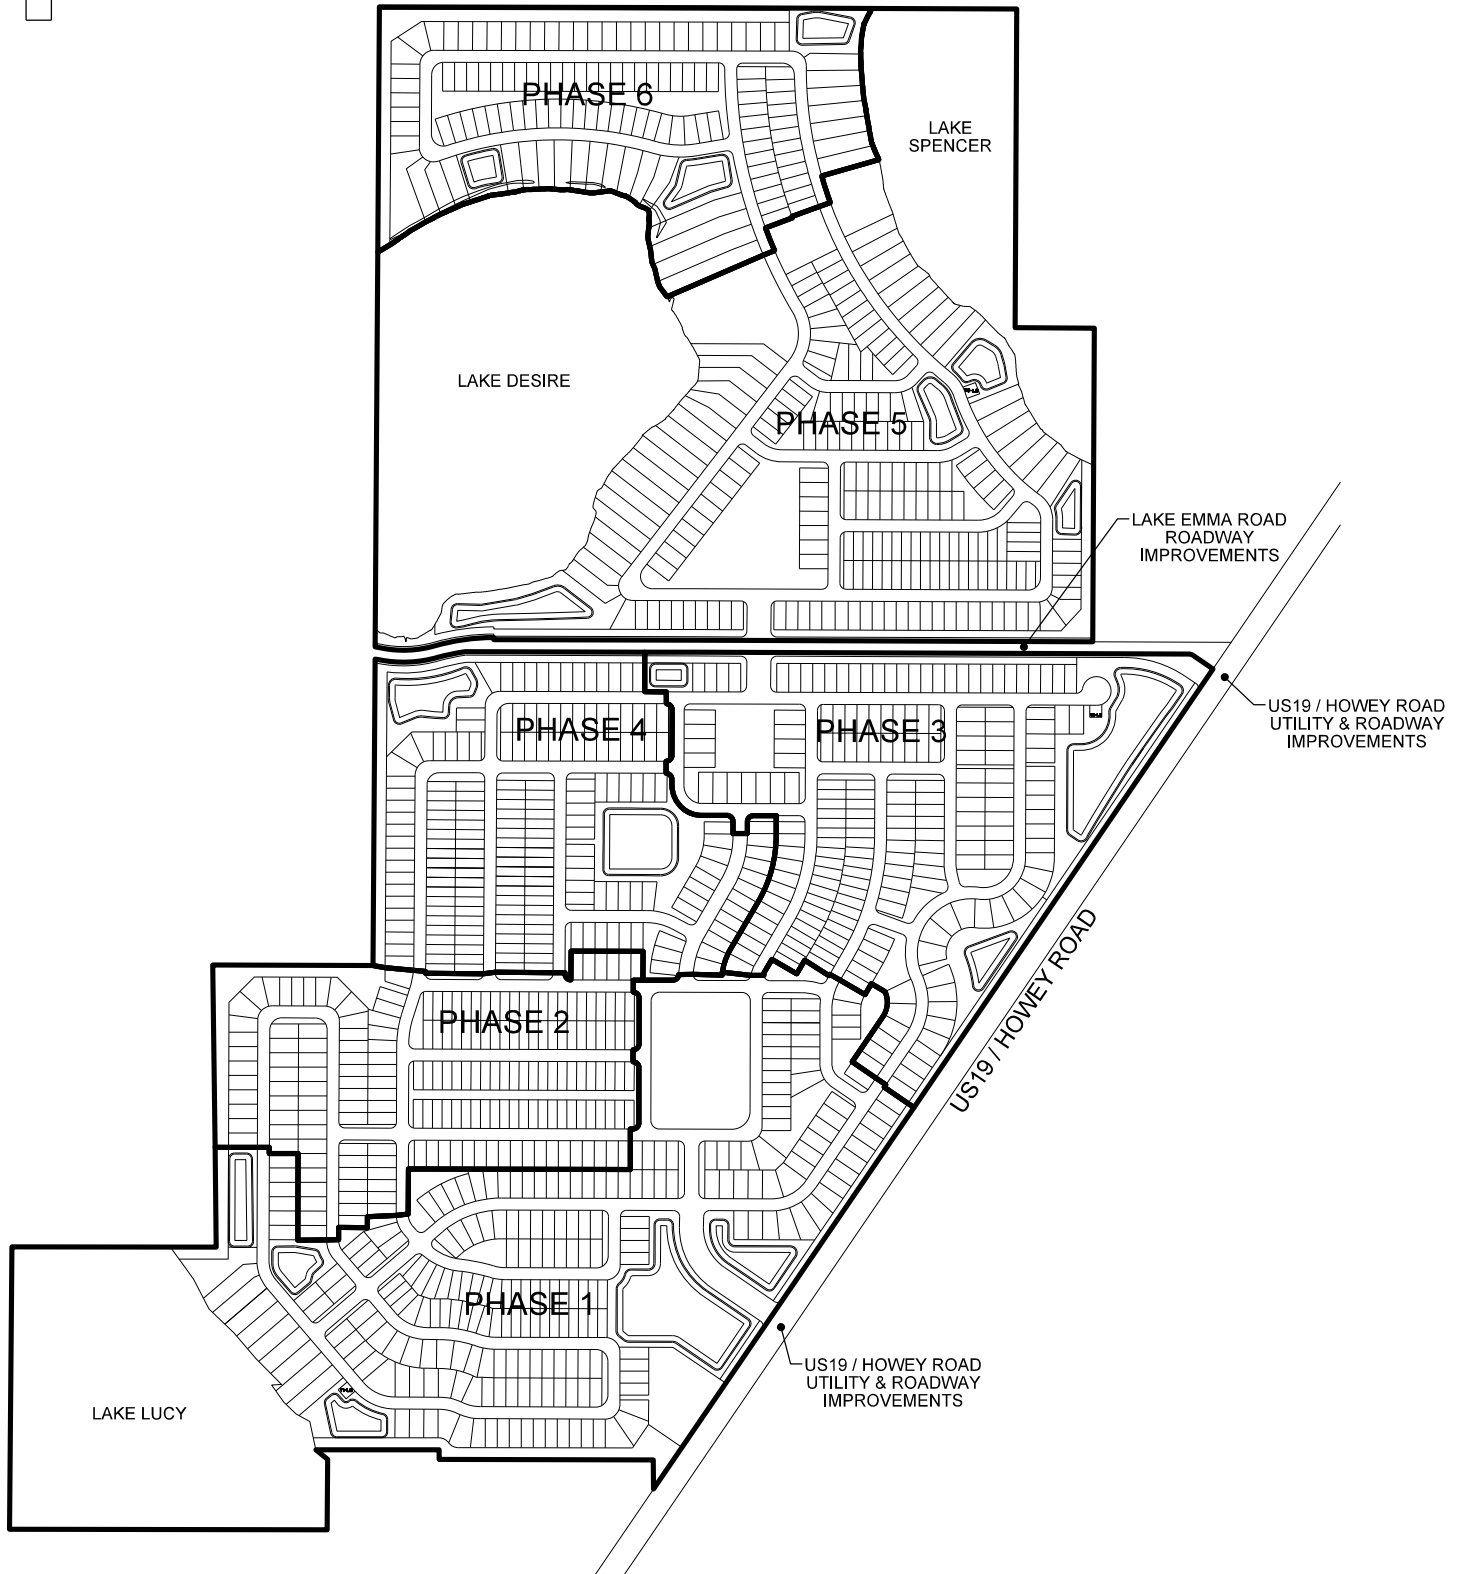 PHASE 6
LAKE
SPENCER
LAKE DESIRE
PHASE 5
LAKE EMMA ROAD
ROADWAY
IMPROVEMENTS
US19 / HOWEY ROAD
UTILITY & ROADWAY
IMPROVEMENTS
PHASE 4
PHASE 3
US19 / HOWEY ROAD
PHASE 2
PHASE 1
US19 / HOWEY ROAD
UTILITY & ROADWAY
IMPROVEMENTS
LAKE LUCY